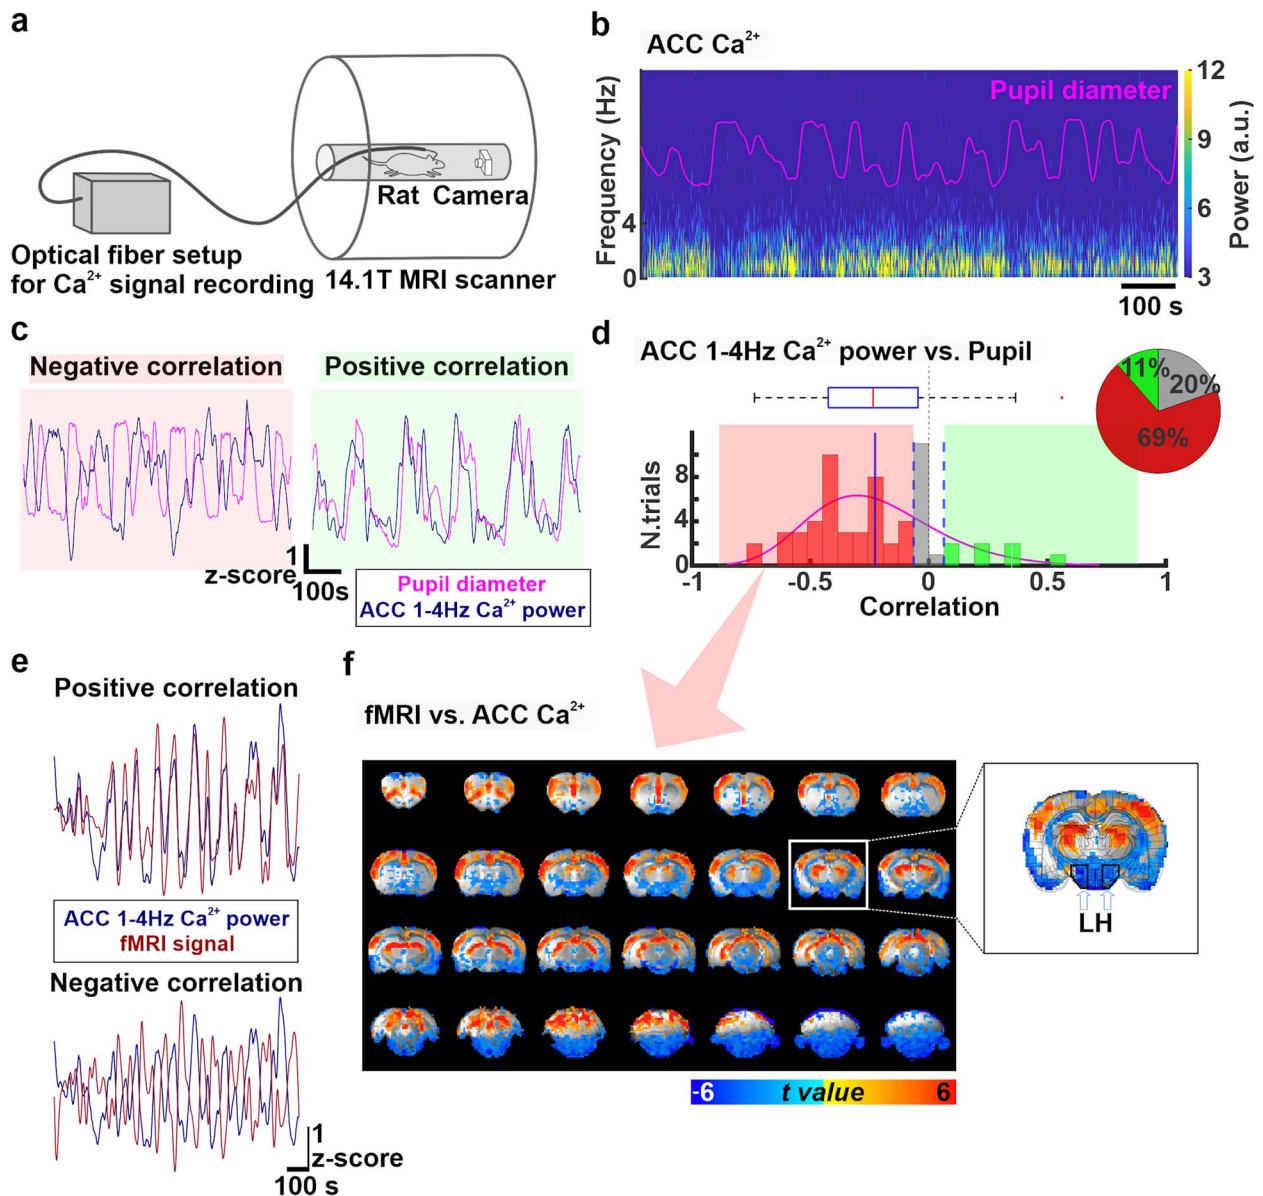 a
Rat Camera
Optical fiber setup
for Ca²⁺ signal recording
14.1T MRI scanner
b
ACC Ca²⁺
Pupil diameter
Frequency (Hz)
4
0
12
9
6
3
Power (a.u.)
100 s
c
Negative correlation
Positive correlation
1
z-score
100s
Pupil diameter
ACC 1-4Hz Ca²⁺ power
d
ACC 1-4Hz Ca²⁺ power vs. Pupil
11%
20%
69%
N.trials
8
4
0
-1
-0.5
0
0.5
1
Correlation
e
Positive correlation
ACC 1-4Hz Ca²⁺ power
fMRI signal
Negative correlation
1
z-score
100 s
f
fMRI vs. ACC Ca²⁺
LH
-6
t value
6